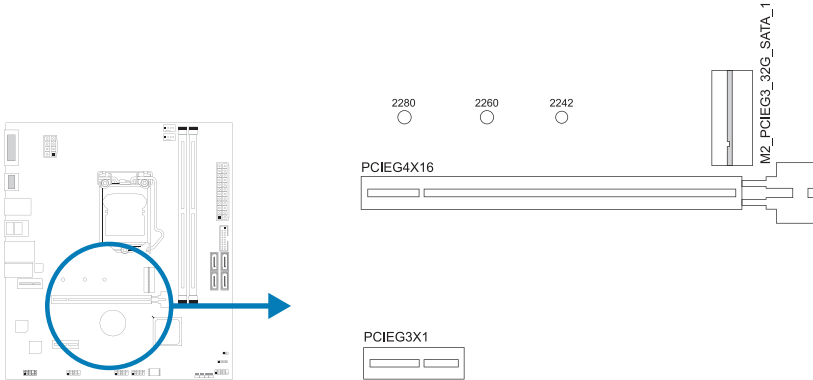 2280
2260
2242
M2_PCIEG3_32G_SATA_1
PCIEG4X16
PCIEG3X1